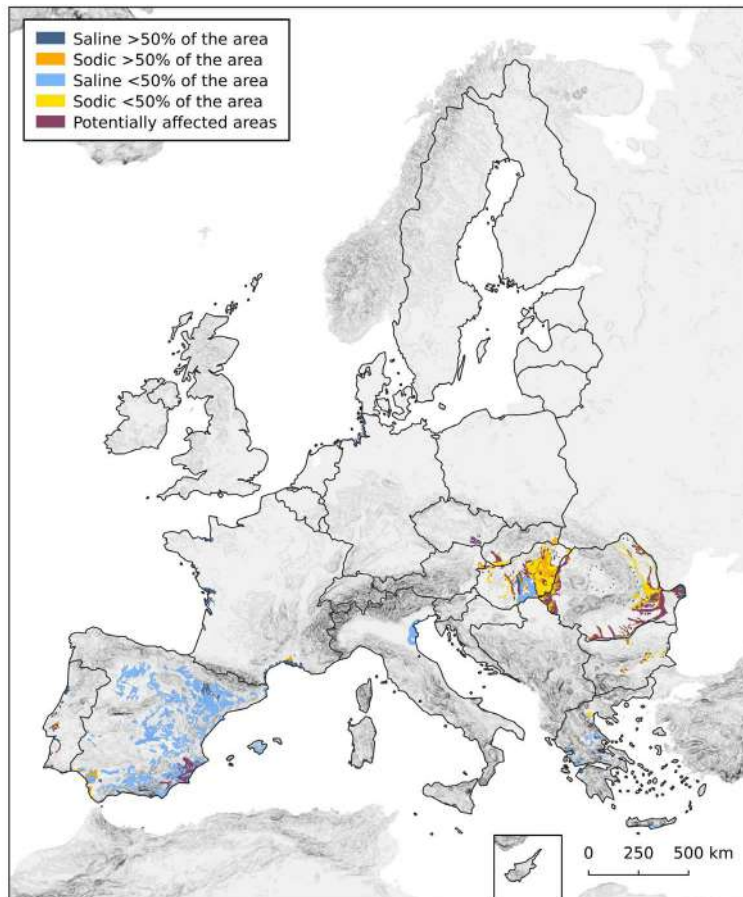 Saline >50% of the area
Sodic >50% of the area
Saline <50% of the area
Sodic <50% of the area
Potentially affected areas
0 250 500 km